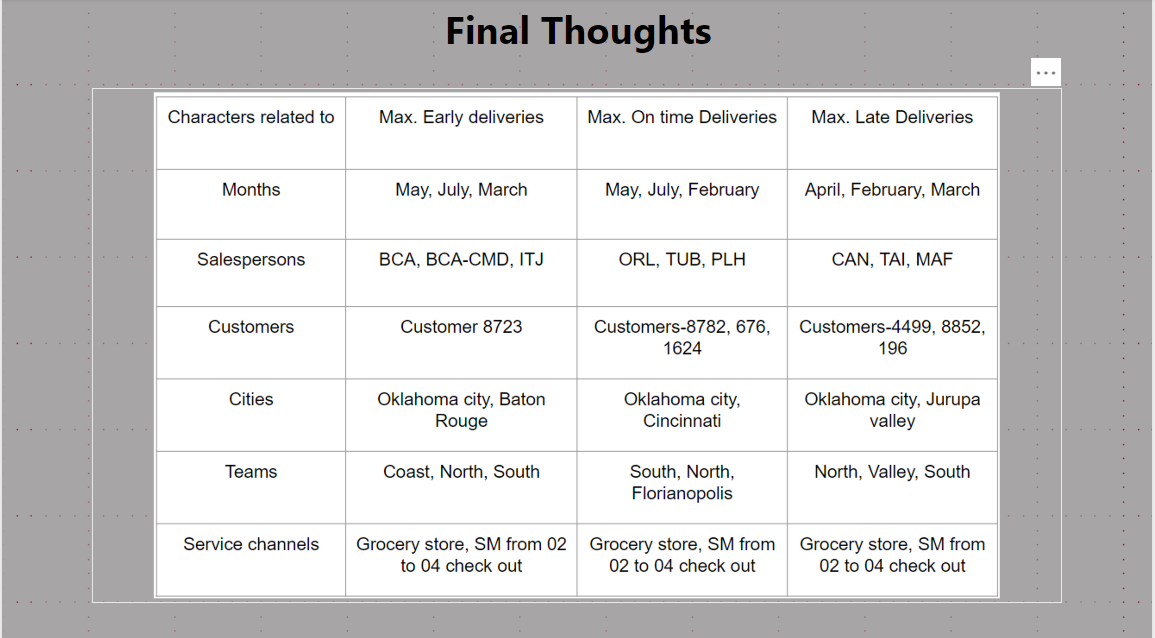 Final Thoughts
...
Characters related to
Max. Early deliveries
Max. On time Deliveries
Max. Late Deliveries
Months
May, July, March
May, July, February
April, February, March
Salespersons
BCA, BCA-CMD, ITJ
ORL, TUB, PLH
CAN, TAI, MAF
Customers
Customer 8723
Customers-8782, 676,
1624
Customers-4499, 8852,
196
Cities
Oklahoma city, Baton
Rouge
Oklahoma city,
Cincinnati
Oklahoma city, Jurupa
valley
Teams
Coast, North, South
South, North,
Florianopolis
North, Valley, South
Service channels
Grocery store, SM from 02
to 04 check out
Grocery store, SM from
02 to 04 check out
Grocery store, SM from
02 to 04 check out